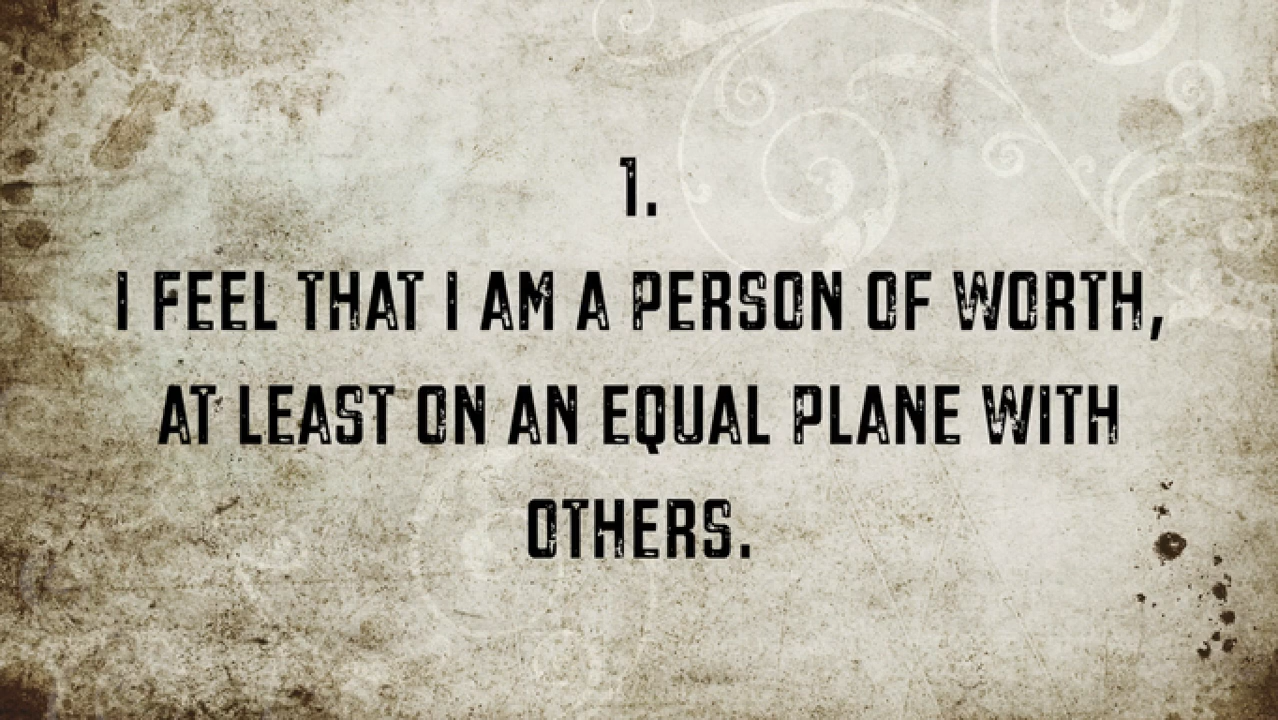 1.
I FEEL THAT I AM A PERSON OF WORTH,
AT LEAST ON AN EQUAL PLANE WITH
OTHERS.